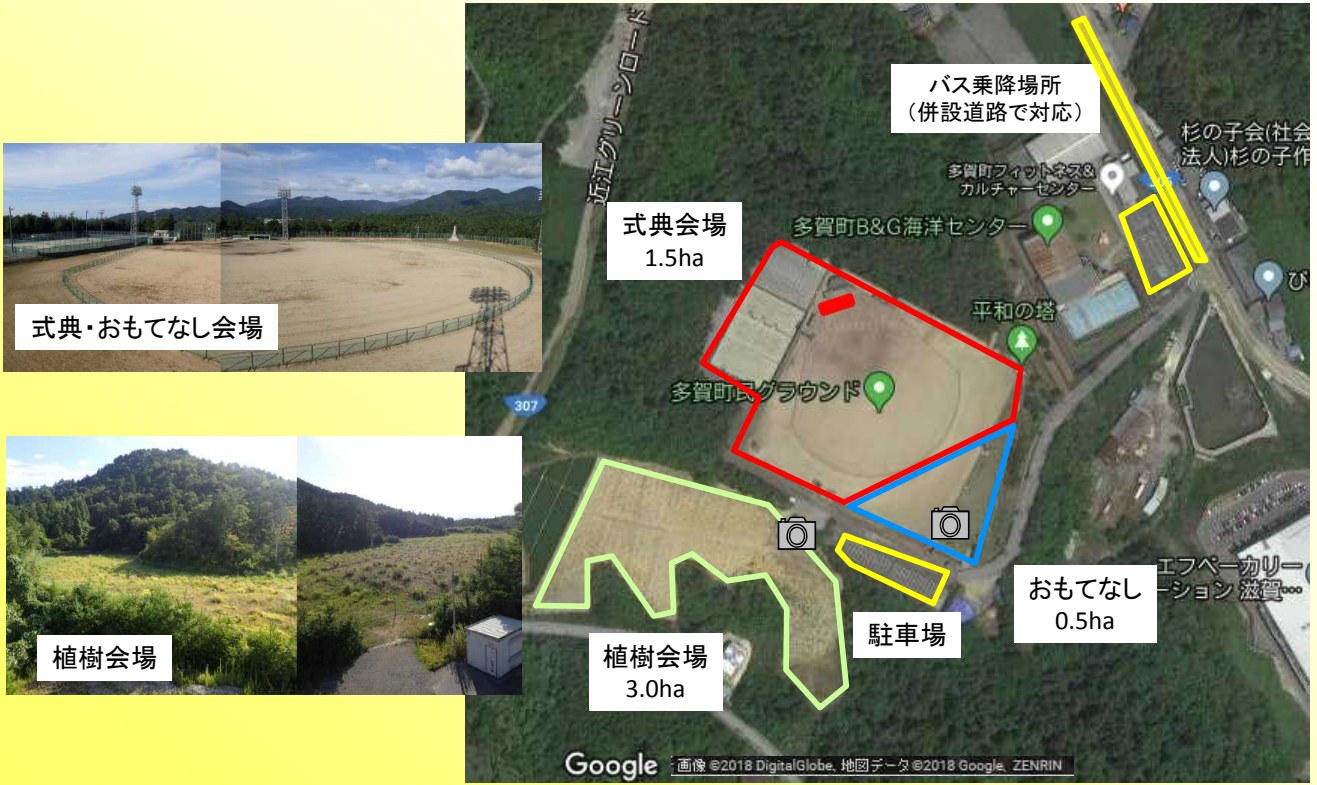 式典・おもてなし会場
植樹会場
近江グリーンロード
バス乗降場所
（併設道路で対応）
杉の子会(社会
法人)杉の子作
多賀町フィットネス&
カルチャーセンター
多賀町B&G海洋センター
式典会場
1.5ha
び
平和の塔
多賀町民グラウンド
307
エフベーカリー
ーション 滋賀…
おもてなし
0.5ha
駐車場
植樹会場
3.0ha
Google
画像 ©2018 DigitalGlobe、地図データ ©2018 Google、ZENRIN